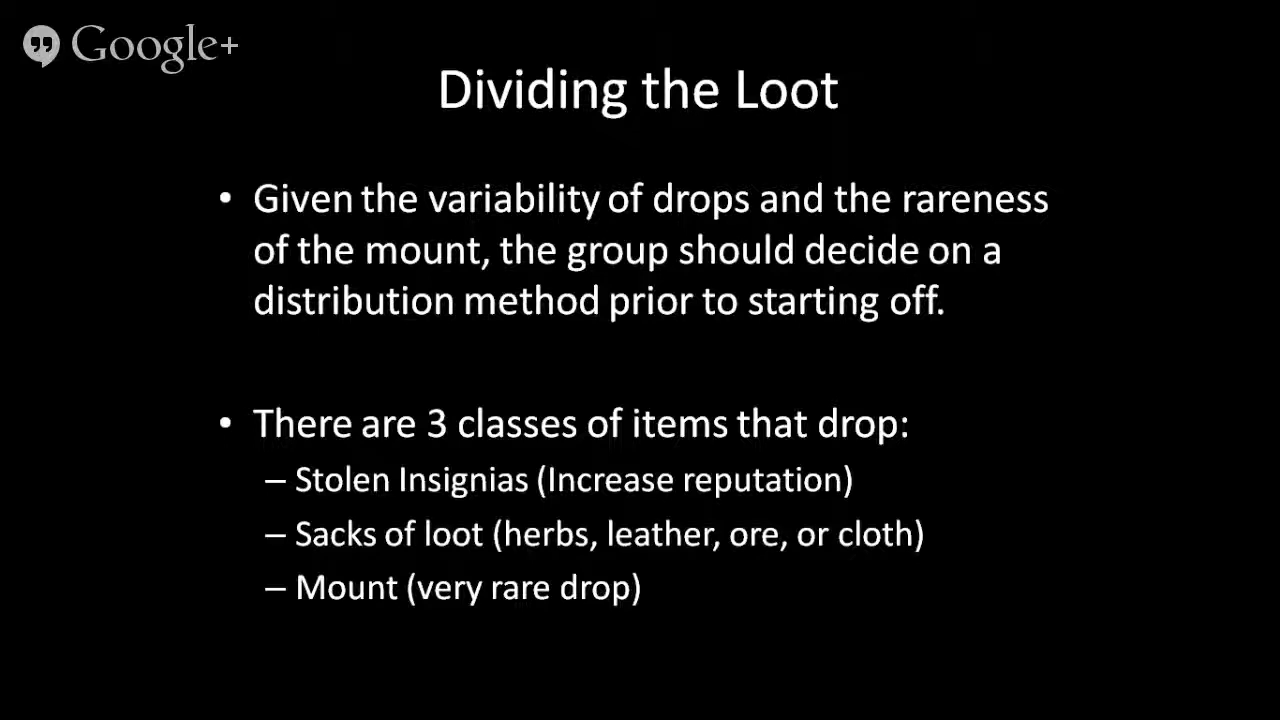 Google+
Dividing the Loot
• Given the variability of drops and the rareness
of the mount, the group should decide on a
distribution method prior to starting off.
• There are 3 classes of items that drop:
– Stolen Insignias (Increase reputation)
– Sacks of loot (herbs, leather, ore, or cloth)
– Mount (very rare drop)